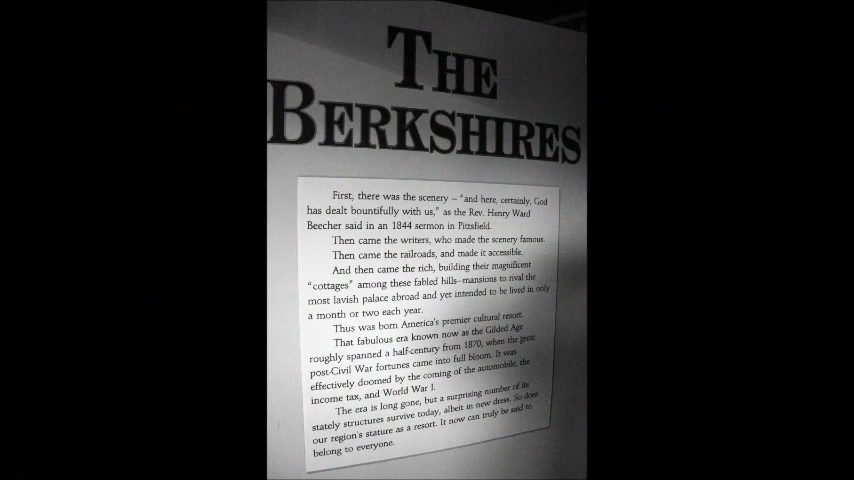 THE
BERKSHIRES
First, there was the scenery – "and here, certainly, God
has dealt bountifully with us," as the Rev. Henry Ward
Beecher said in an 1844 sermon in Pittsfield.
Then came the writers, who made the scenery famous.
Then came the railroads, and made it accessible.
And then came the rich, building their magnificent
"cottages" among these fabled hills--mansions to rival the
most lavish palace abroad and yet intended to be lived in only
a month or two each year.
Thus was born America's premier cultural resort.
That fabulous era known now as the Gilded Age
roughly spanned a half-century from 1870, when the great
post-Civil War fortunes came into full bloom. It was
effectively doomed by the coming of the automobile, the
income tax, and World War I.
The era is long gone, but a surprising number of its
stately structures survive today, albeit in new dress. So does
our region's stature as a resort. It now can truly be said to
belong to everyone.